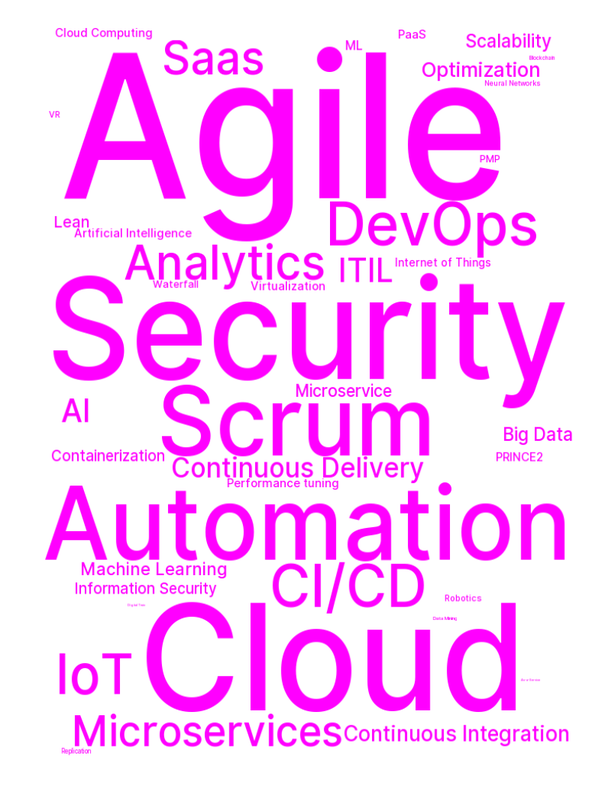 Cloud Computing
PaaS
Saas
ML
Scalability
Blockchain
Optimization
Neural Networks
Agile
VR
PMP
Lean
Artificial Intelligence
DevOps
Analytics
ITIL
Internet of Things
Waterfall
Virtualization
Security
Microservice
AI
Scrum
Big Data
Containerization
PRINCE2
Continuous Delivery
Performance tuning
Automation
Machine Learning
CI/CD
Information Security
Robotics
Data Mining
Cloud
IoT
Microservices
Continuous Integration
Replication